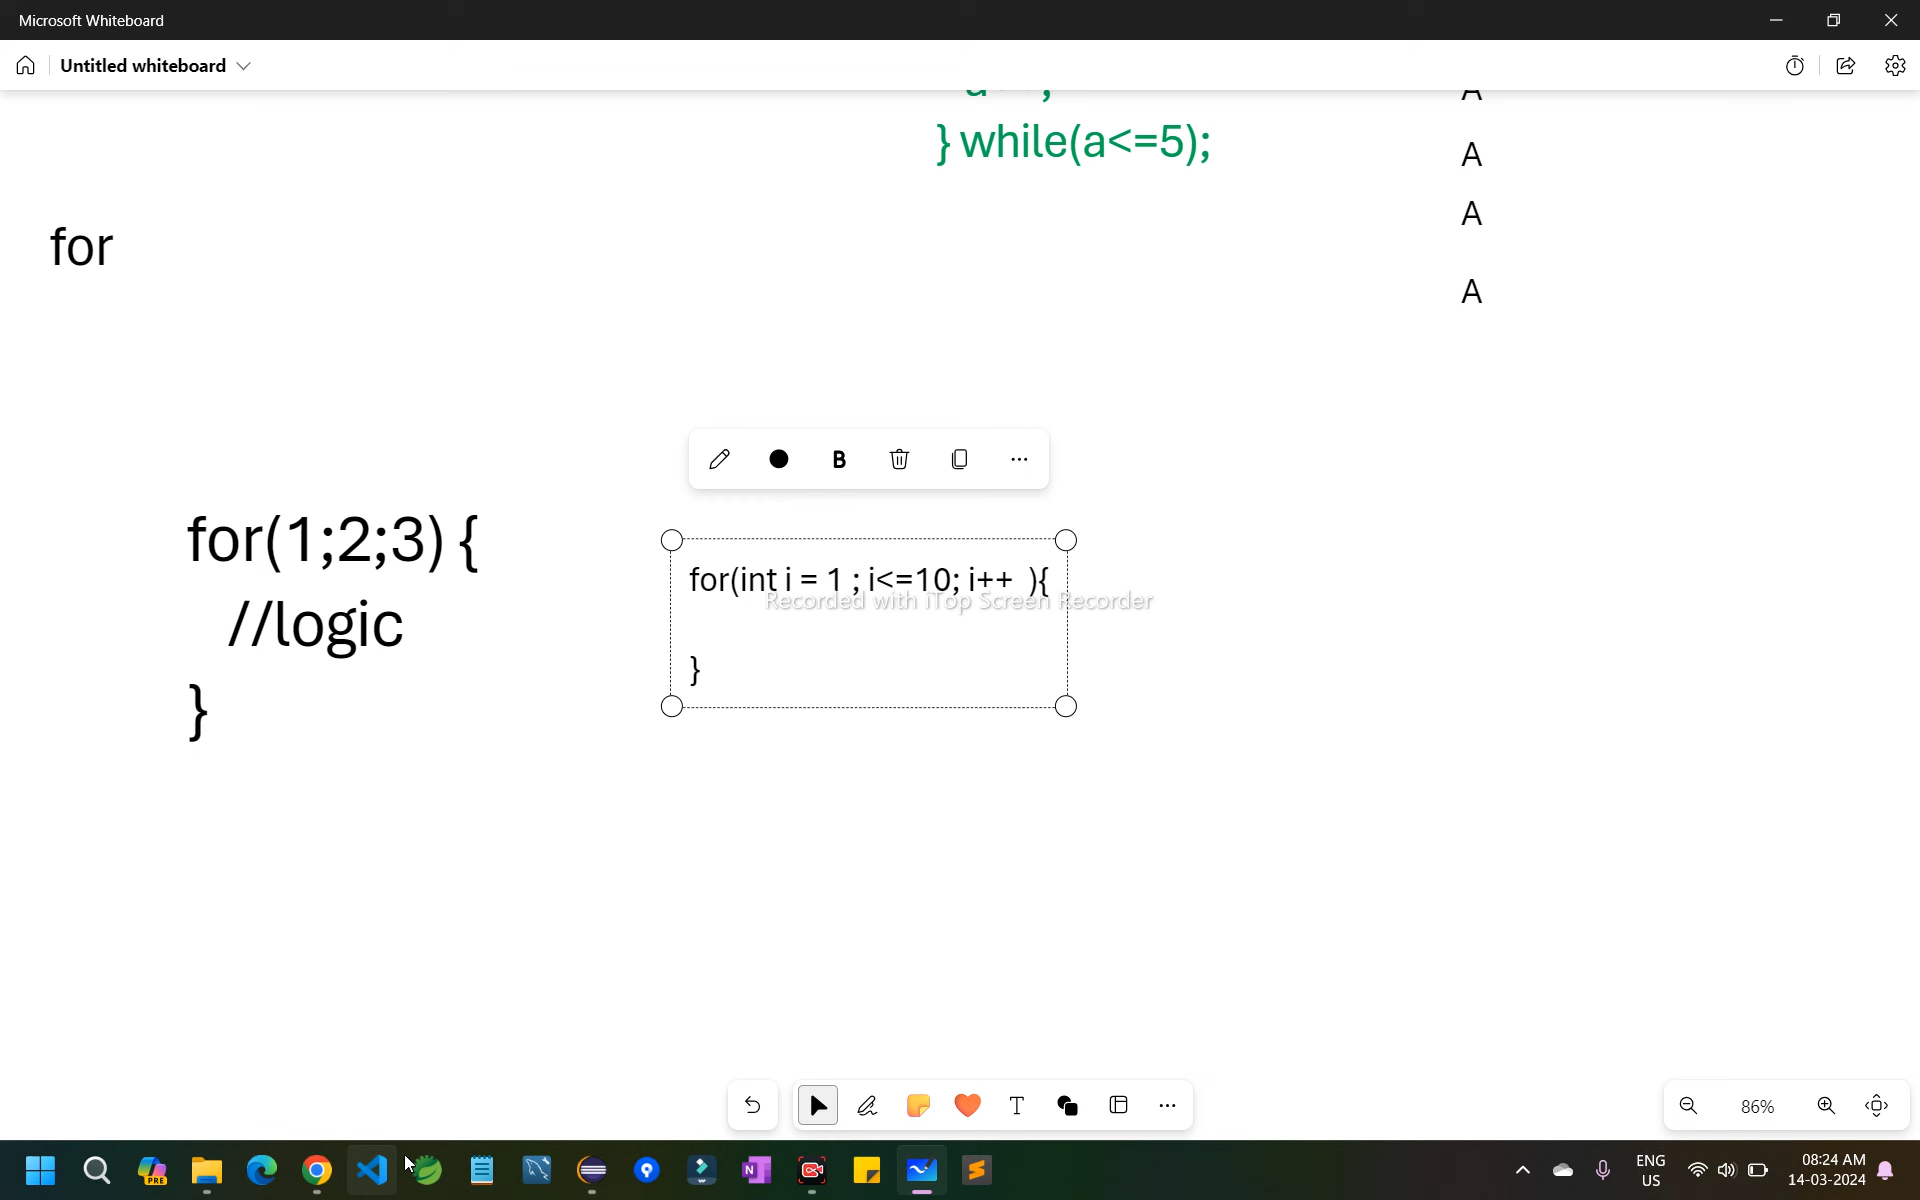 Microsoft Whiteboard
Untitled whiteboard
} while(a<=5);
A
A
A
A
for
for(1;2;3) {
//logic
}
B
for(int i = 1 ; i<=10; i++ ){
}
Recorded with iTop Screen Recorder
T
86%
PRE
N
S
ENG
US
08:24 AM
14-03-2024